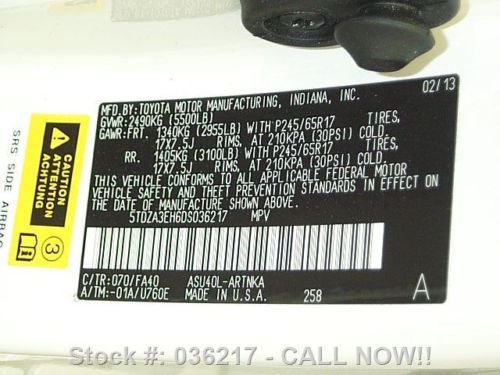 02/13
MFD. BY: TOYOTA MOTOR MANUFACTURING, INDIANA, INC.
GVWR: 2490KG (5500LB)
GAWR: FRT. 1340KG (2955LB) WITH P245/65R17 TIRES,
17X7.5J RIMS, AT 210KPA (30PSI) COLD.
RR. 1405KG (3100LB) WITH P245/65R17 TIRES,
17X7.5J RIMS, AT 210KPA (30PSI) COLD.
THIS VEHICLE CONFORMS TO ALL APPLICABLE FEDERAL MOTOR
VEHICLE SAFETY AND THEFT PREVENTION STANDARDS IN EFFECT ON
THE DATE OF MANUFACTURE SHOWN ABOVE.
5TDZA3EH6DS036217 MPV
C/TR: 070/FA40 ASU40L-ARTNKA
A/TM: -01A/U760E MADE IN U.S.A. 258 A
SRS SIDE AIRBAG
CAUTION
ATTENTION
ACHTUNG
3
Stock #: 036217 - CALL NOW!!